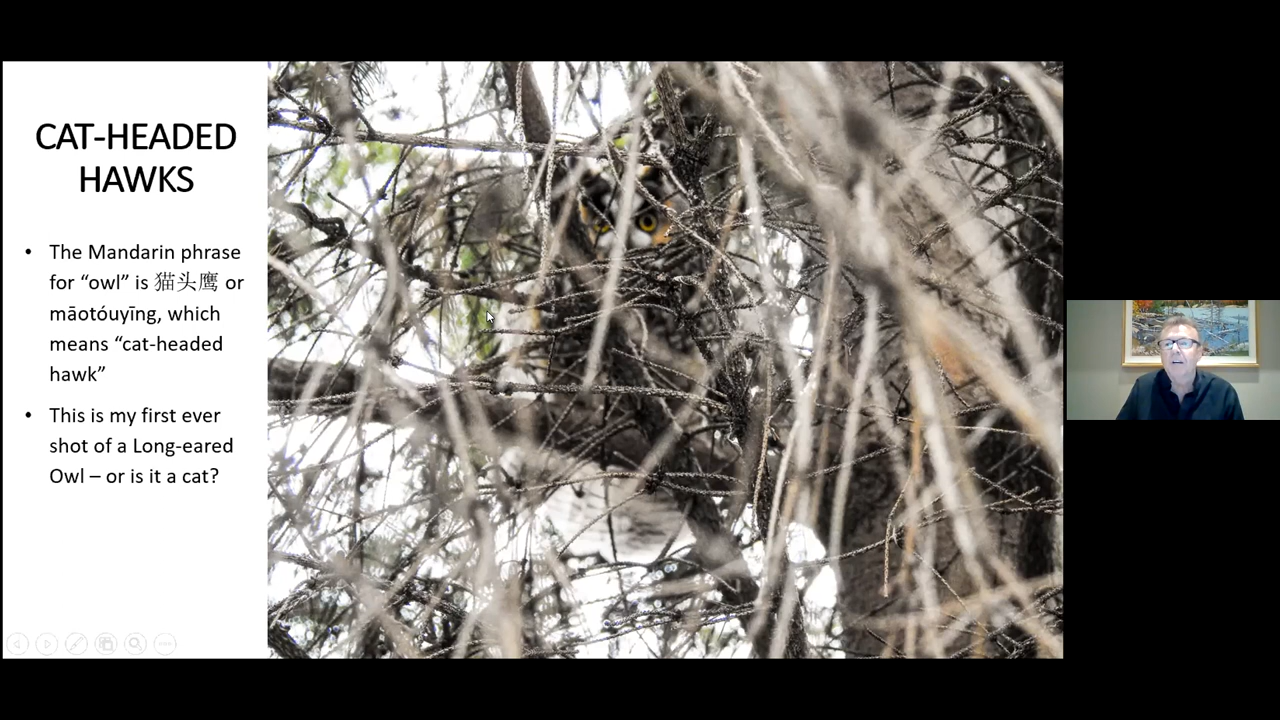 CAT-HEADED
HAWKS
• The Mandarin phrase
for “owl” is 猫头鹰 or
māotóuyīng, which
means “cat-headed
hawk”
• This is my first ever
shot of a Long-eared
Owl – or is it a cat?